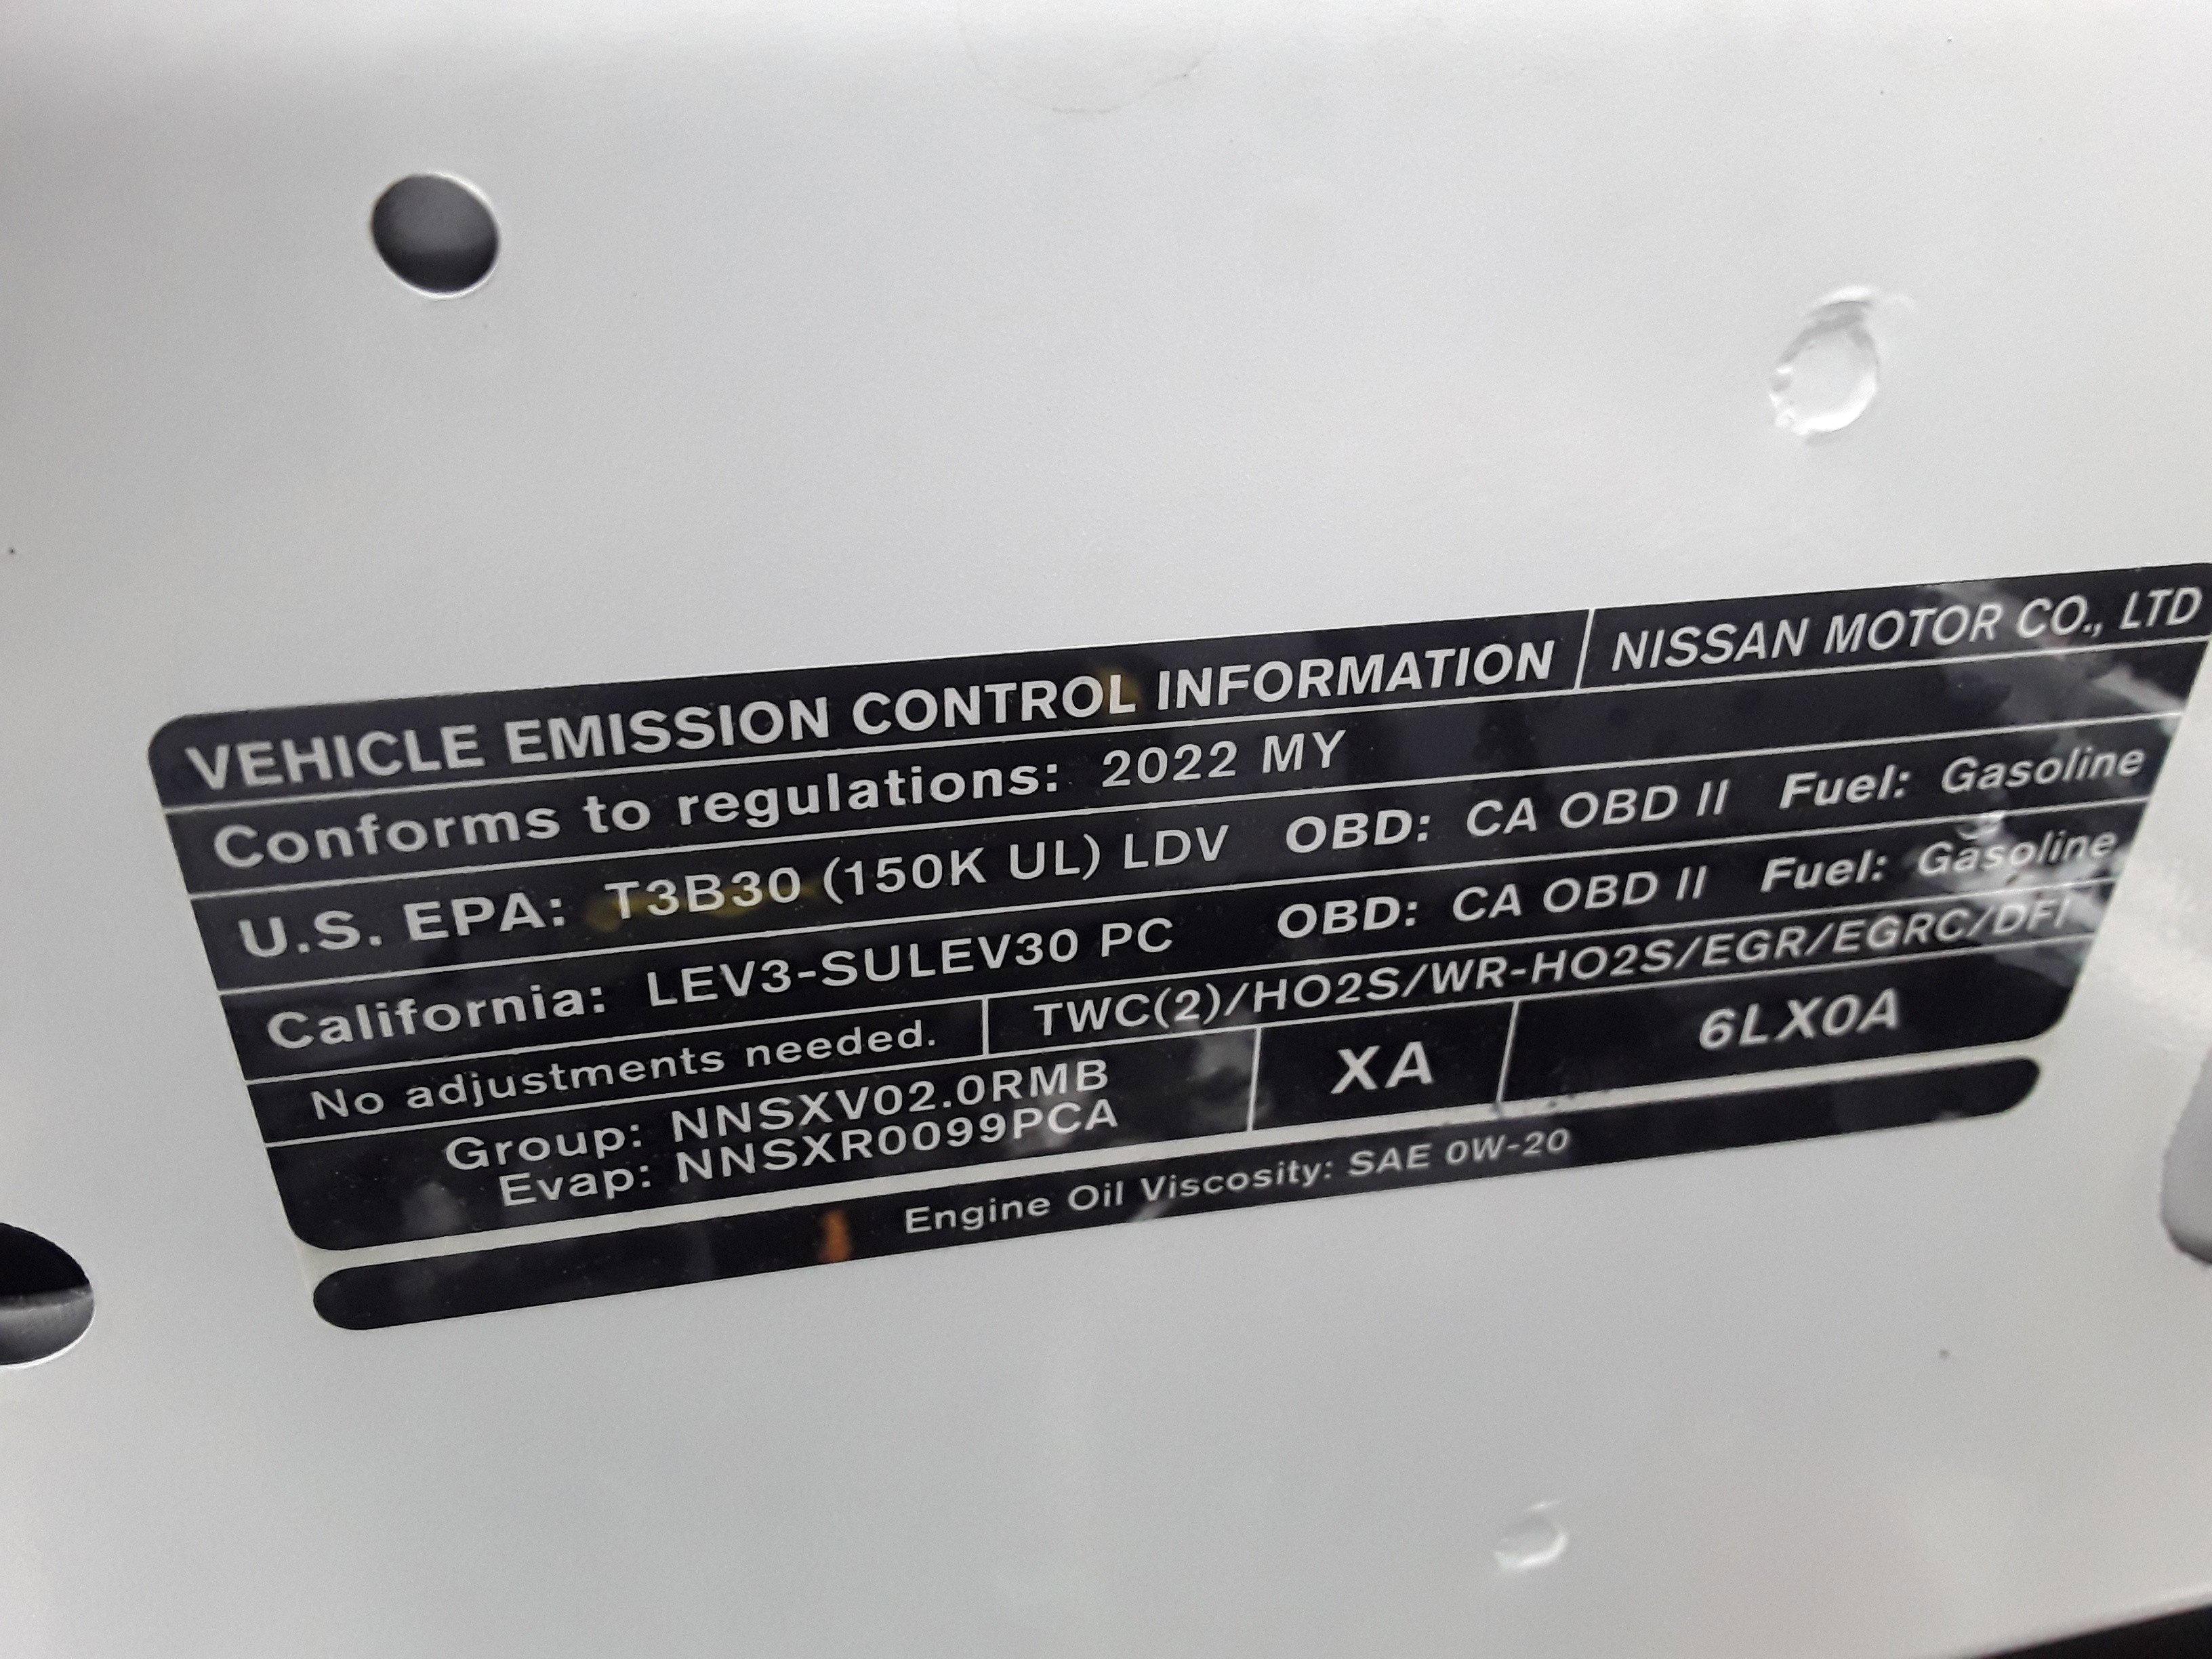 VEHICLE EMISSION CONTROL INFORMATION NISSAN MOTOR CO., LTD
Conforms to regulations: 2022 MY
U.S. EPA: T3B30 (150K UL) LDV OBD: CA OBD II Fuel: Gasoline
California: LEV3-SULEV30 PC OBD: CA OBD II Fuel: Gasoline
No adjustments needed. TWC(2)/HO2S/WR-HO2S/EGR/EGRC/DFI
Group: NNSXV02.0RMB XA 6LX0A
Evap: NNSXR0099PCA
Engine Oil Viscosity: SAE 0W-20